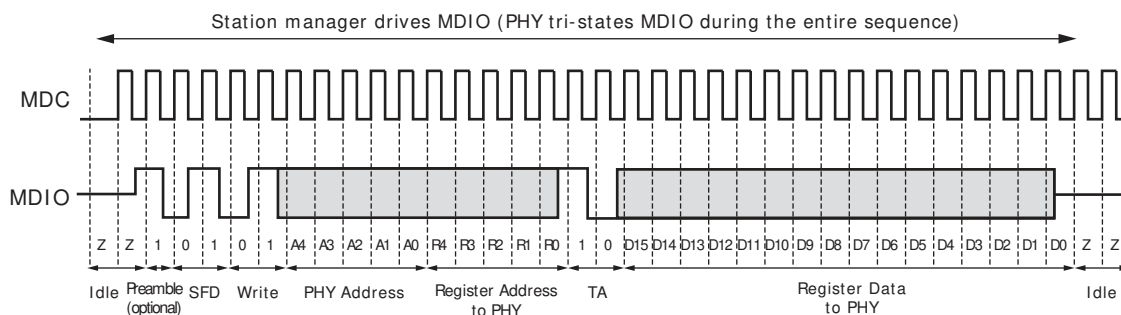 Station manager drives MDIO (PHY tri-states MDIO during the entire sequence)
MDC
MDIO
Z Z 1 0 1 0 1 A4 A3 A2 A1 A0 R4 R3 R2 R1 R0 1 0 D15 D14 D13 D12 D11 D10 D9 D8 D7 D6 D5 D4 D3 D2 D1 D0 Z Z
Idle Preamble (optional) SFD Write PHY Address Register Address to PHY TA Register Data to PHY Idle